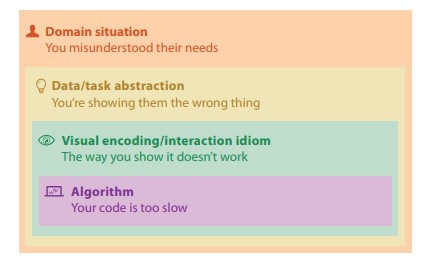 Domain situation
You misunderstood their needs
Data/task abstraction
You're showing them the wrong thing
Visual encoding/interaction idiom
The way you show it doesn't work
Algorithm
Your code is too slow